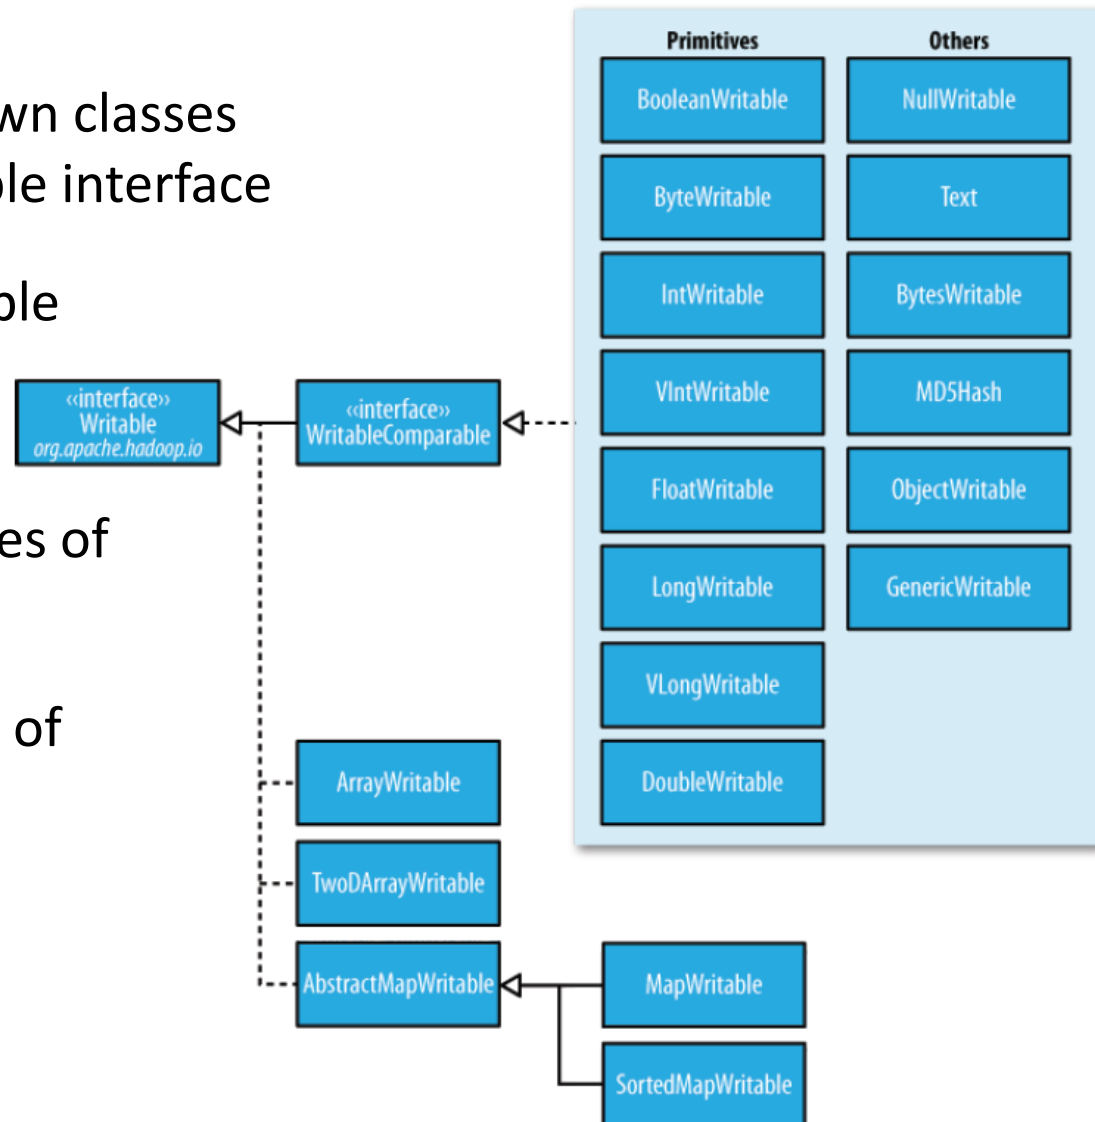 wn classes
ble interface
ble
es of
of
Primitives
BooleanWritable
ByteWritable
IntWritable
VIntWritable
FloatWritable
LongWritable
VLongWritable
DoubleWritable
Others
NullWritable
Text
BytesWritable
MD5Hash
ObjectWritable
GenericWritable
«interface»
Writable
org.apache.hadoop.io
«interface»
WritableComparable
ArrayWritable
TwoDArrayWritable
AbstractMapWritable
MapWritable
SortedMapWritable